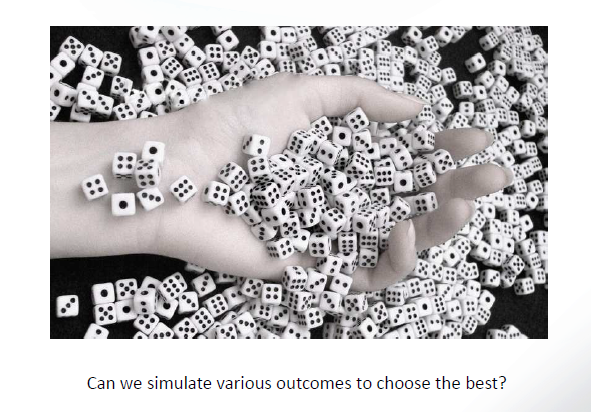 Can we simulate various outcomes to choose the best?